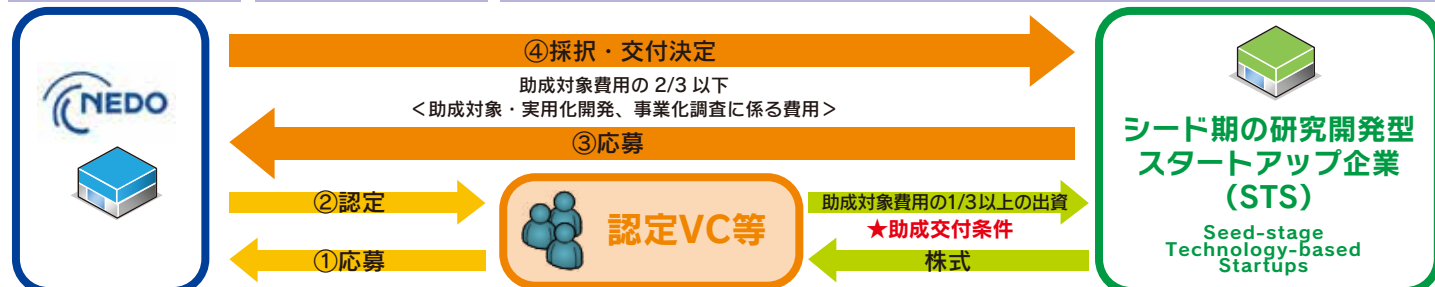 NEDO
④採択・交付決定
助成対象費用の 2/3 以下
＜助成対象・実用化開発、事業化調査に係る費用＞
③応募
②認定
①応募
認定VC等
助成対象費用の1/3以上の出資
★助成交付条件
株式
シード期の研究開発型
スタートアップ企業
（STS）
Seed-stage
Technology-based
Startups